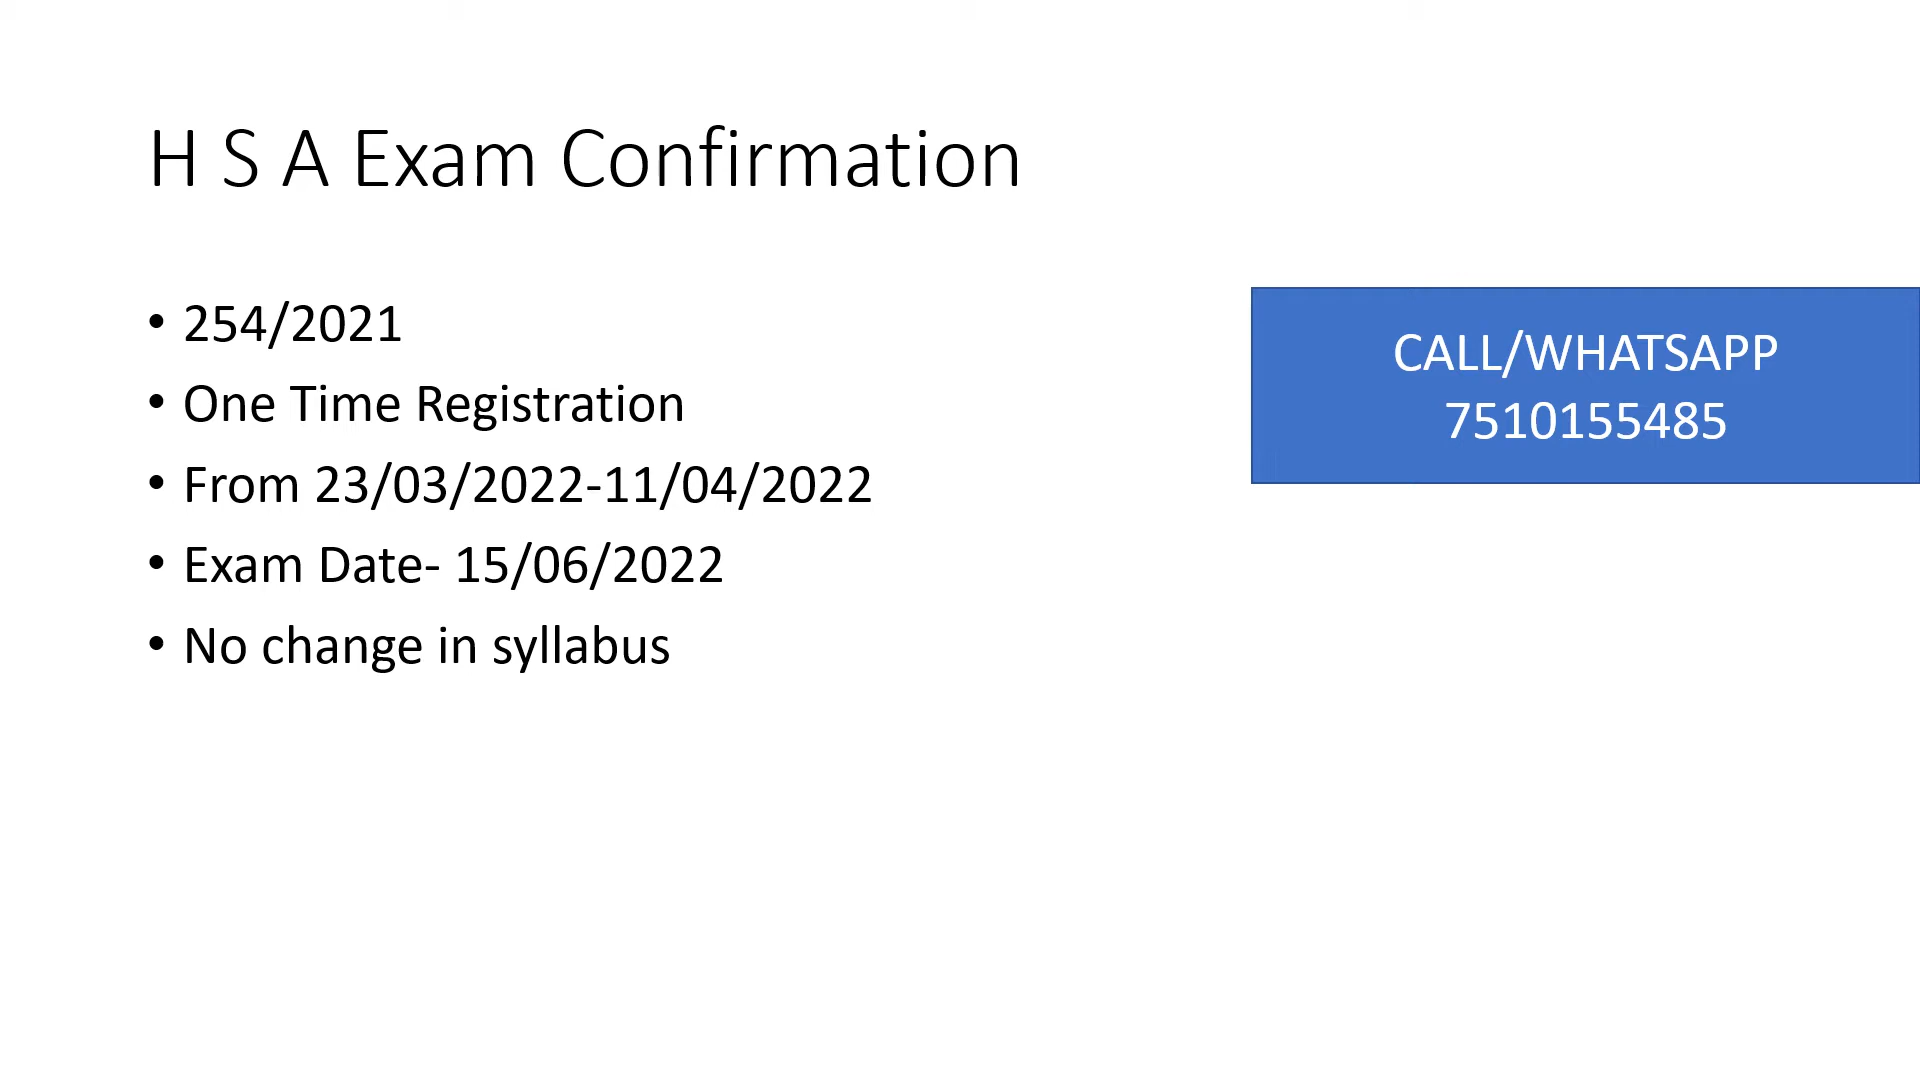 H S A Exam Confirmation
• 254/2021
• One Time Registration
• From 23/03/2022-11/04/2022
• Exam Date- 15/06/2022
• No change in syllabus
CALL/WHATSAPP
7510155485